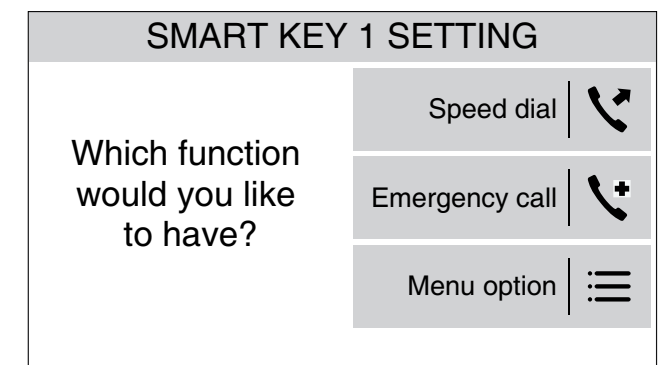 SMART KEY 1 SETTING
Which function
would you like
to have?
Speed dial
Emergency call
Menu option